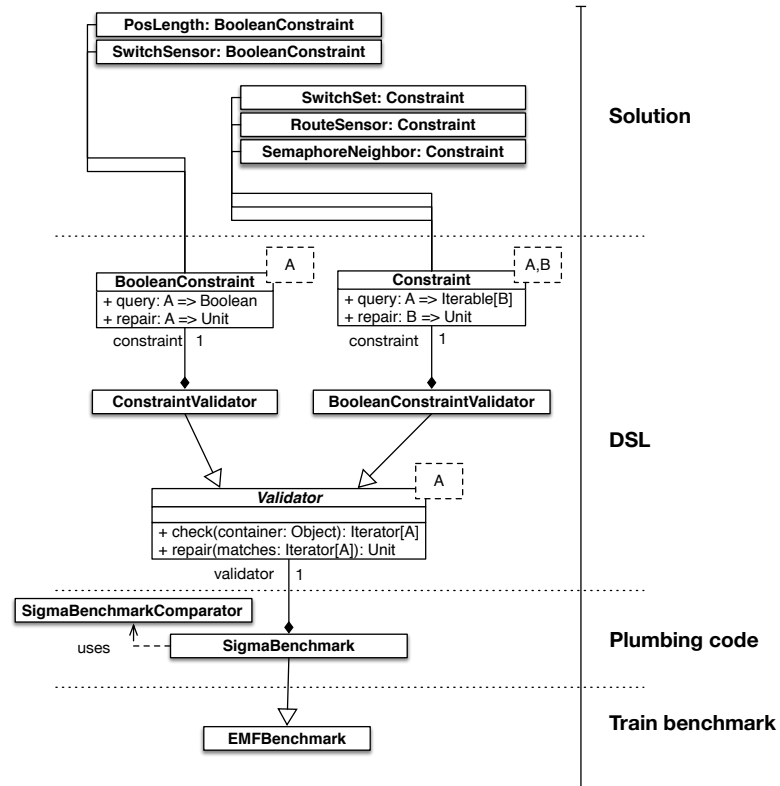 PosLength: BooleanConstraint
SwitchSensor: BooleanConstraint
SwitchSet: Constraint
RouteSensor: Constraint
SemaphoreNeighbor: Constraint
Solution
A
BooleanConstraint
+ query: A => Boolean
+ repair: A => Unit
constraint 1
A,B
Constraint
+ query: A => Iterable[B]
+ repair: B => Unit
constraint 1
ConstraintValidator
BooleanConstraintValidator
DSL
A
Validator
+ check(container: Object): Iterator[A]
+ repair(matches: Iterator[A]): Unit
validator 1
SigmaBenchmarkComparator
uses
SigmaBenchmark
Plumbing code
EMFBenchmark
Train benchmark